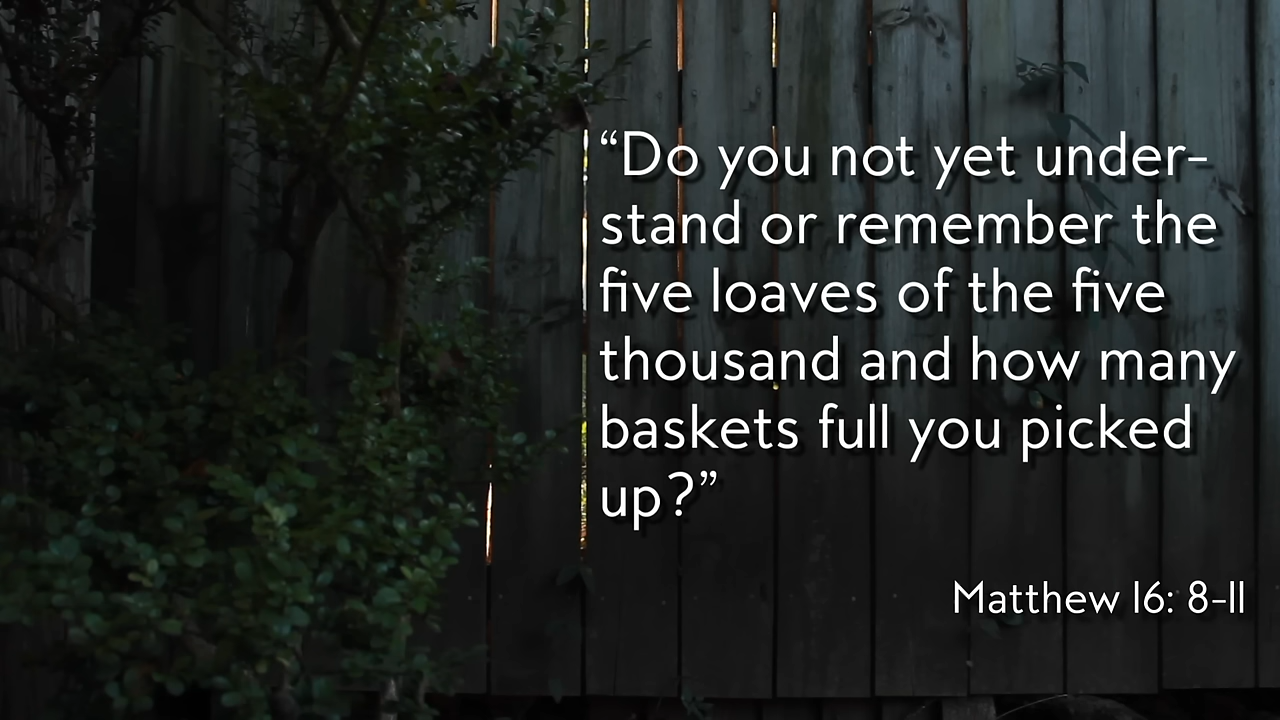 “Do you not yet under-
stand or remember the
five loaves of the five
thousand and how many
baskets full you picked
up?”
Matthew 16: 8-11